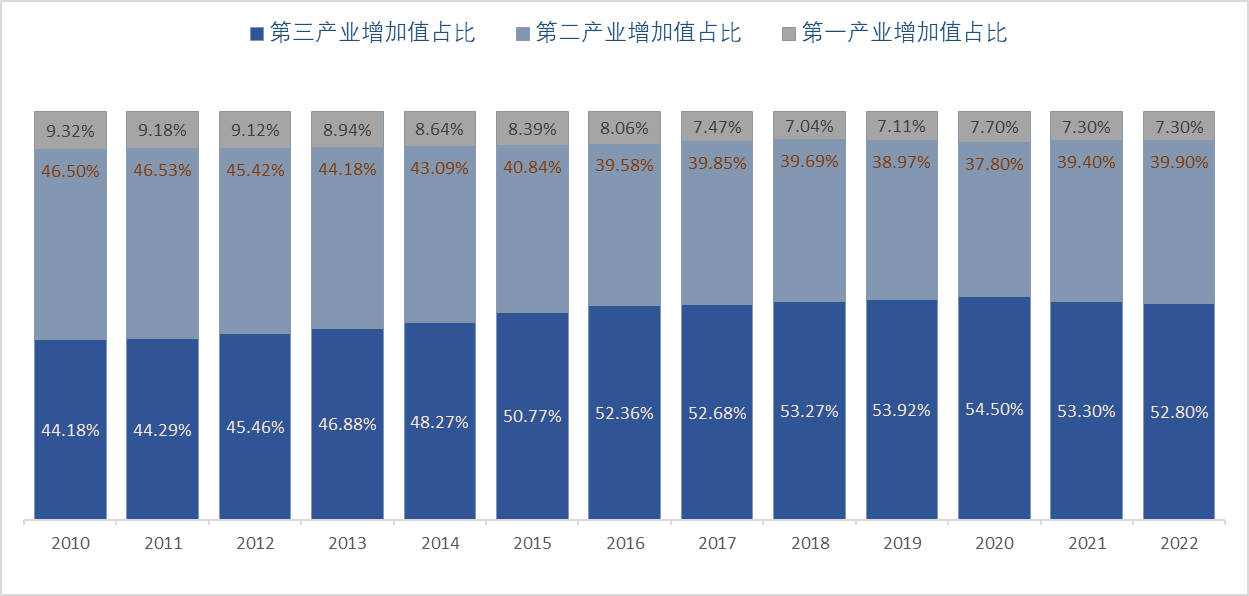 第三产业增加值占比 第二产业增加值占比 第一产业增加值占比
9.32% 9.18% 9.12% 8.94% 8.64% 8.39% 8.06% 7.47% 7.04% 7.11% 7.70% 7.30% 7.30%
46.50% 46.53% 45.42% 44.18% 43.09% 40.84% 39.58% 39.85% 39.69% 38.97% 37.80% 39.40% 39.90%
44.18% 44.29% 45.46% 46.88% 48.27% 50.77% 52.36% 52.68% 53.27% 53.92% 54.50% 53.30% 52.80%
2010 2011 2012 2013 2014 2015 2016 2017 2018 2019 2020 2021 2022